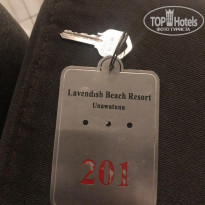 TOP HOTELS
ФОТО ТУРИСТА
Lavendish Beach Resort
Unawatuna
201